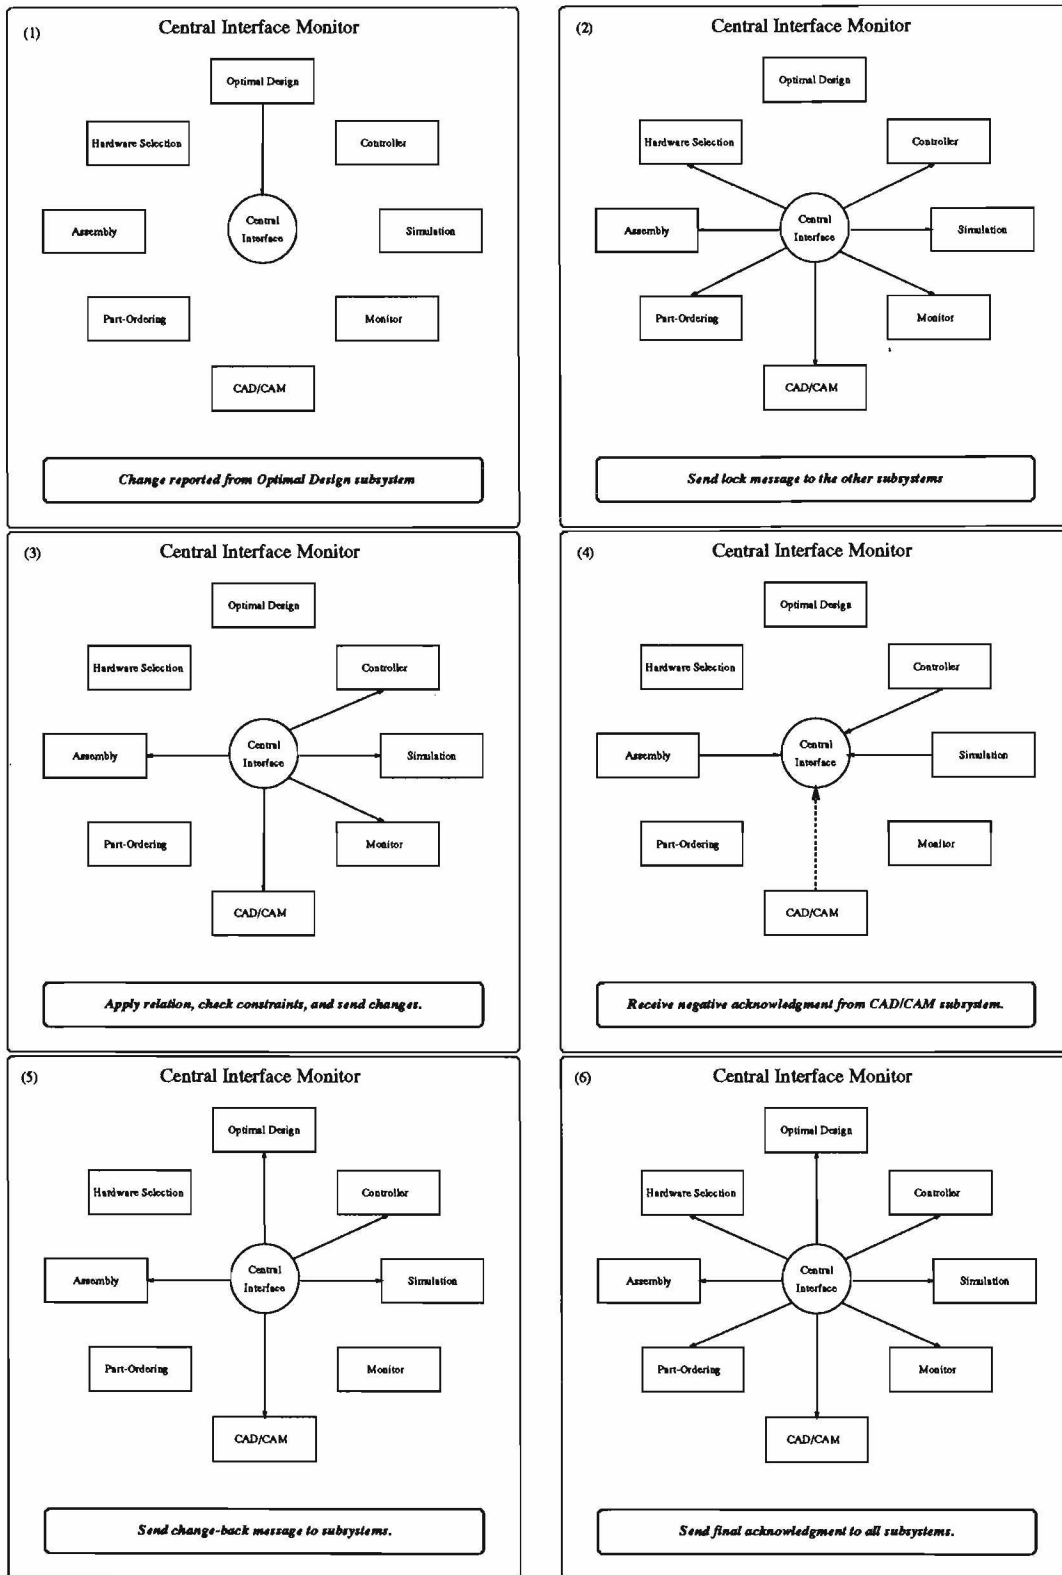 (1)
Central Interface Monitor
Optimal Design
Hardware Selection
Controller
Central
Interface
Assembly
Simulation
Part-Ordering
Monitor
CAD/CAM
Change reported from Optimal Design subsystem
(2)
Central Interface Monitor
Optimal Design
Hardware Selection
Controller
Central
Interface
Assembly
Simulation
Part-Ordering
Monitor
CAD/CAM
Send lock message to the other subsystems
(3)
Central Interface Monitor
Optimal Design
Hardware Selection
Controller
Central
Interface
Assembly
Simulation
Part-Ordering
Monitor
CAD/CAM
Apply relation, check constraints, and send changes.
(4)
Central Interface Monitor
Optimal Design
Hardware Selection
Controller
Central
Interface
Assembly
Simulation
Part-Ordering
Monitor
CAD/CAM
Receive negative acknowledgment from CAD/CAM subsystem.
(5)
Central Interface Monitor
Optimal Design
Hardware Selection
Controller
Central
Interface
Assembly
Simulation
Part-Ordering
Monitor
CAD/CAM
Send change-back message to subsystems.
(6)
Central Interface Monitor
Optimal Design
Hardware Selection
Controller
Central
Interface
Assembly
Simulation
Part-Ordering
Monitor
CAD/CAM
Send final acknowledgment to all subsystems.